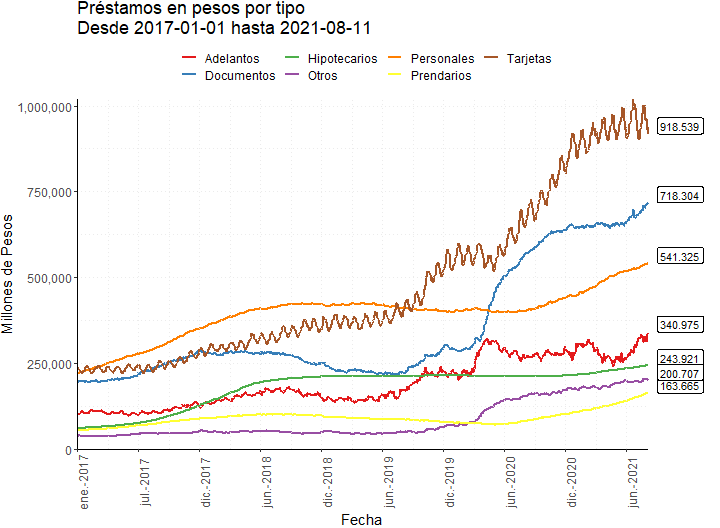 Préstamos en pesos por tipo
Desde 2017-01-01 hasta 2021-08-11
Adelantos Hipotecarios Personales Tarjetas
Documentos Otros Prendarios
Millones de Pesos
1,000,000
750,000
500,000
250,000
0
918.539
718.304
541.325
340.975
243.921
200.707
163.665
ene.-2017
jul.-2017
dic.-2017
jun.-2018
dic.-2018
jun.-2019
dic.-2019
jun.-2020
dic.-2020
jun.-2021
Fecha